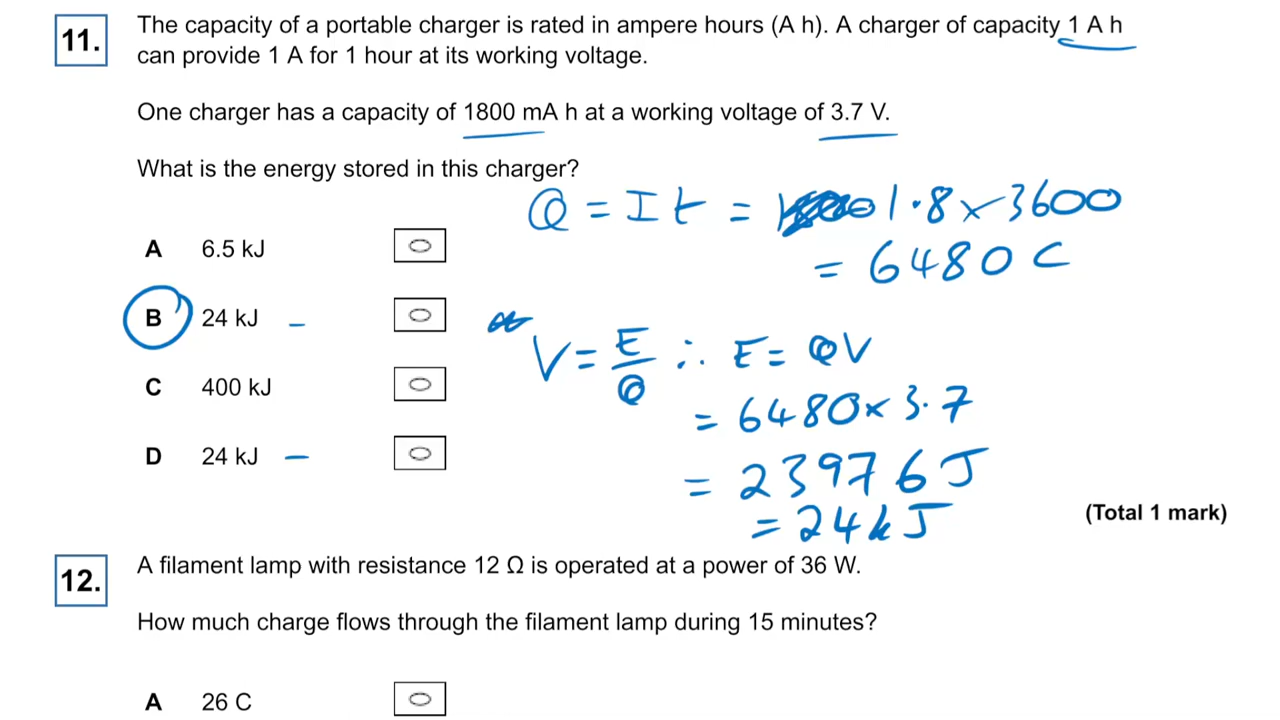 11. The capacity of a portable charger is rated in ampere hours (A h). A charger of capacity 1 A h
can provide 1 A for 1 hour at its working voltage.
One charger has a capacity of 1800 mA h at a working voltage of 3.7 V.
What is the energy stored in this charger?
Q = I t = 1.8 × 3600
= 6480 C
A 6.5 kJ
B 24 kJ –
C 400 kJ
D 24 kJ –
V = E/Q ∴ E = QV
= 6480 × 3.7
= 23976 J
= 24 kJ
(Total 1 mark)
12. A filament lamp with resistance 12 Ω is operated at a power of 36 W.
How much charge flows through the filament lamp during 15 minutes?
A 26 C